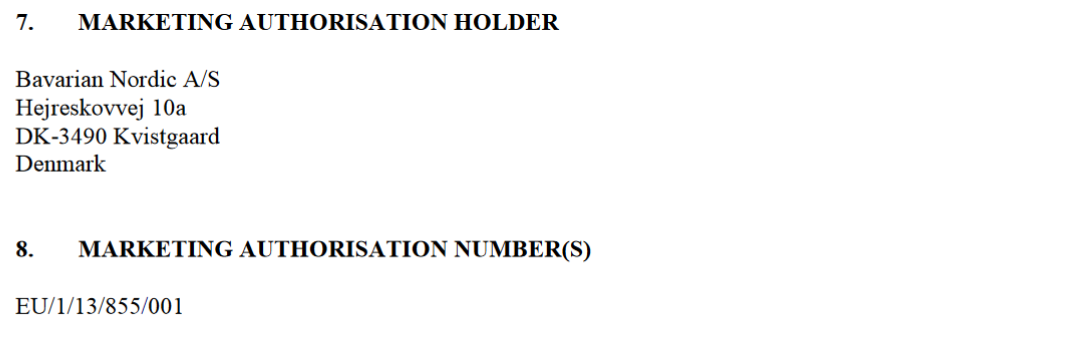 7. MARKETING AUTHORISATION HOLDER
Bavarian Nordic A/S
Hejreskovvej 10a
DK-3490 Kvistgaard
Denmark
8. MARKETING AUTHORISATION NUMBER(S)
EU/1/13/855/001